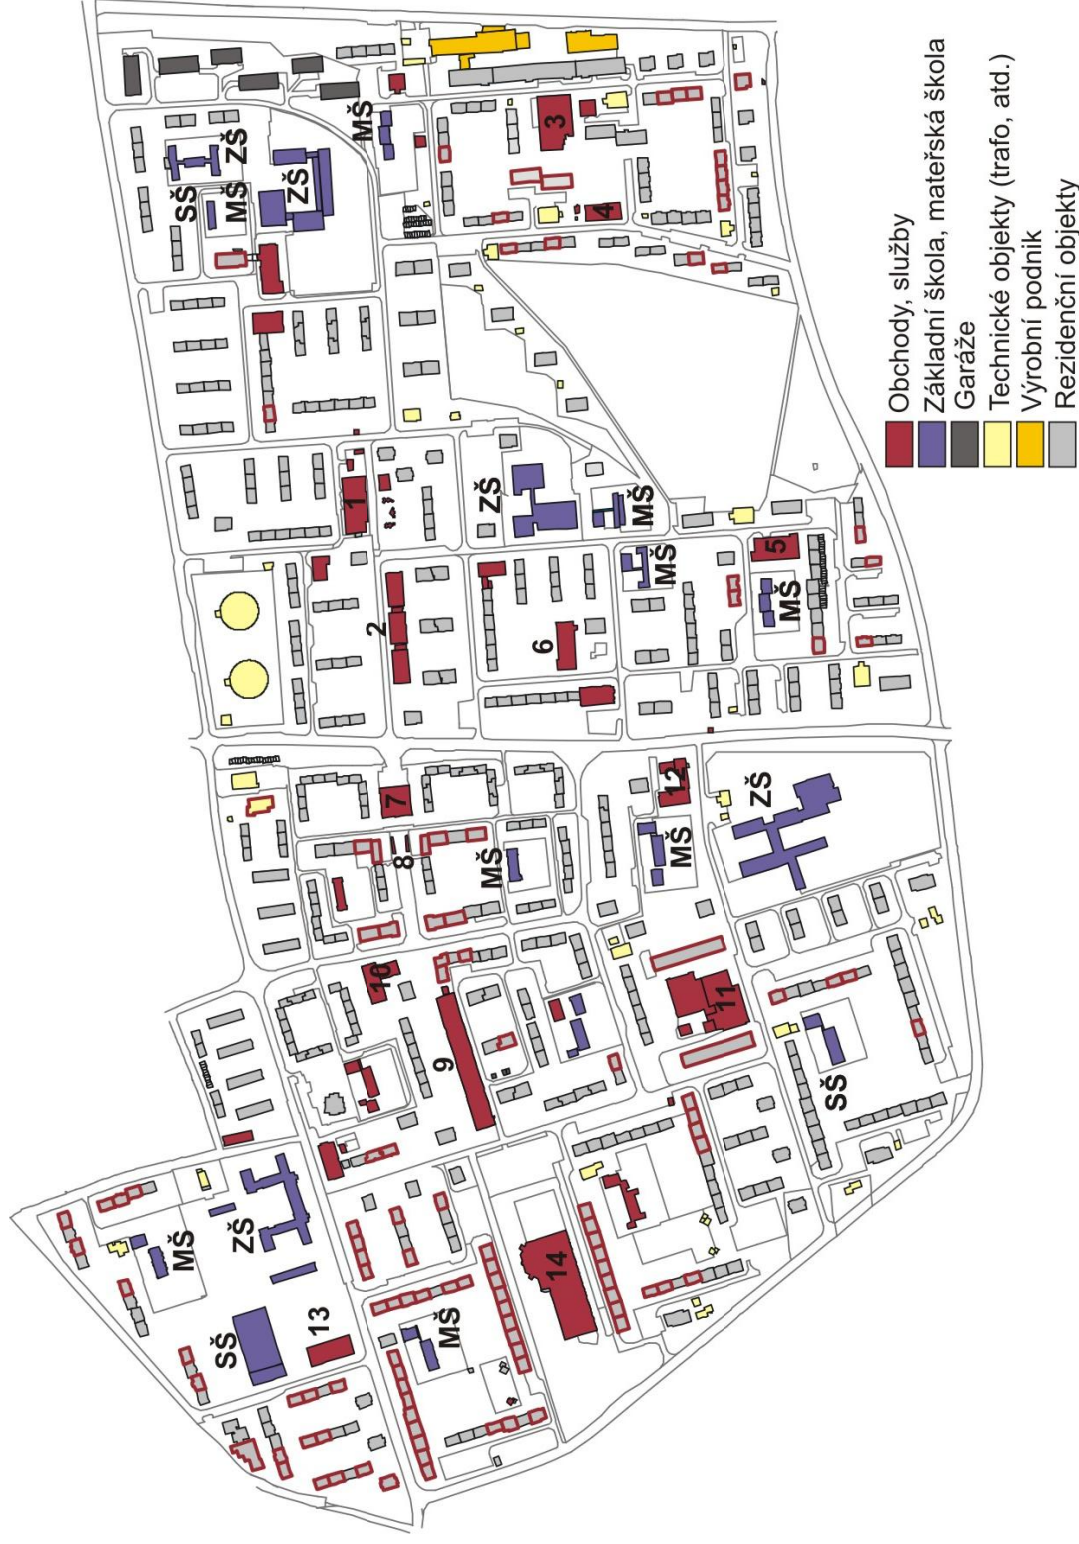 SŠ
ZŠ
MŠ
ZŠ
MŠ
3
4
1
2
ZŠ
MŠ
MŠ
5
MŠ
6
7
8
MŠ
12
MŠ
ZŠ
10
9
11
SŠ
MŠ
ZŠ
SŠ
13
14
MŠ
Obchody, služby
Základní škola, mateřská škola
Garáže
Technické objekty (trafo, atd.)
Výrobní podnik
Rezidenční objekty